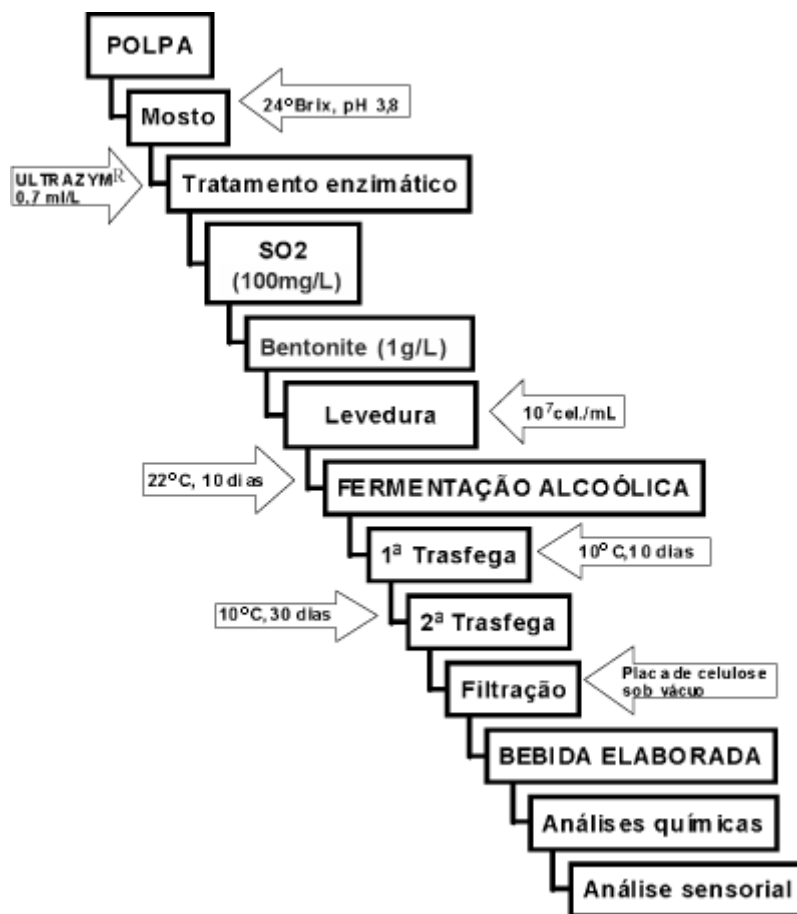 POLPA
24°Brix, pH 3,8
Mosto
ULTRAZYM®
0,7 ml/L
Tratamento enzimático
SO2
(100mg/L)
Bentonite (1g/L)
Levedura
10⁷cel./mL
22°C, 10 dias
FERMENTAÇÃO ALCOÓLICA
1ª Trasfega
10°C,10 dias
10°C,30 dias
2ª Trasfega
Placa de celulose
sob vácuo
Filtração
BEBIDA ELABORADA
Análises químicas
Análise sensorial